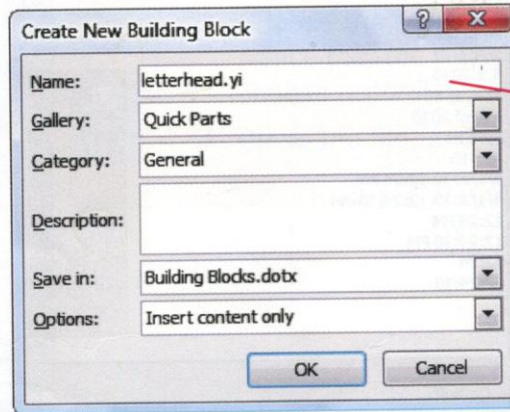 Create New Building Block
Name: letterhead.yi
Gallery: Quick Parts
Category: General
Description:
Save in: Building Blocks.dotx
Options: Insert content only
OK Cancel